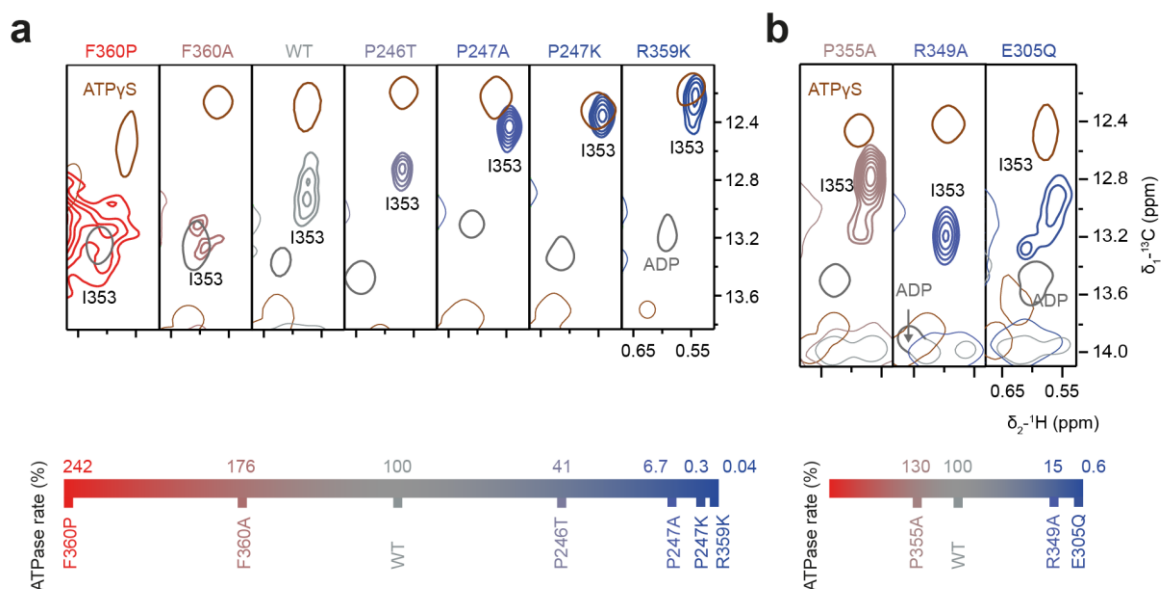 a
F360P F360A WT P246T P247A P247K R359K
ATPγS
I353 I353 I353 I353 I353 I353 I353
ADP
12.4
12.8
13.2
13.6
0.65 0.55
b
P355A R349A E305Q
ATPγS
I353 I353 I353
ADP ADP
12.4
12.8
13.2
13.6
14.0
δ₁-¹³C (ppm)
0.65 0.55
δ₂-¹H (ppm)
ATPase rate (%)
242 176 100 41 6.7 0.3 0.04
F360P F360A WT P246T P247A P247K R359K
ATPase rate (%)
130 100 15 0.6
P355A WT R349A E305Q